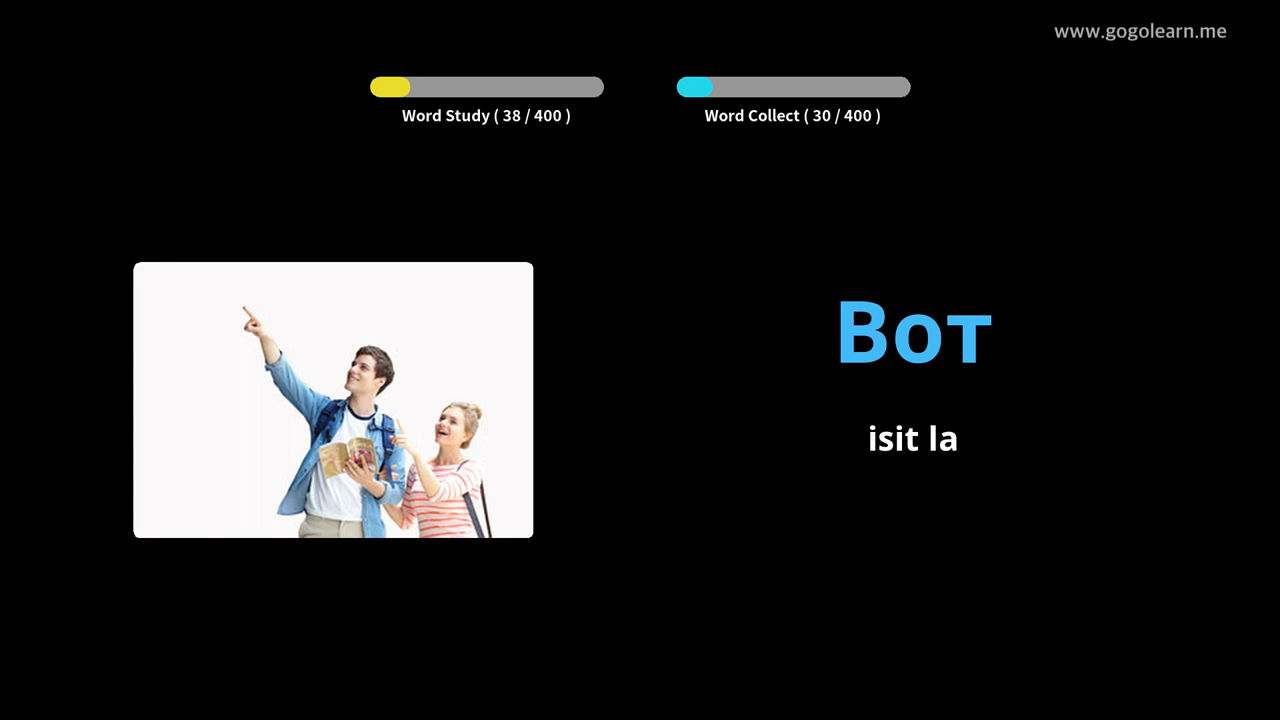 www.gogolearn.me
Word Study ( 38 / 400 )
Word Collect ( 30 / 400 )
Вот
isit la